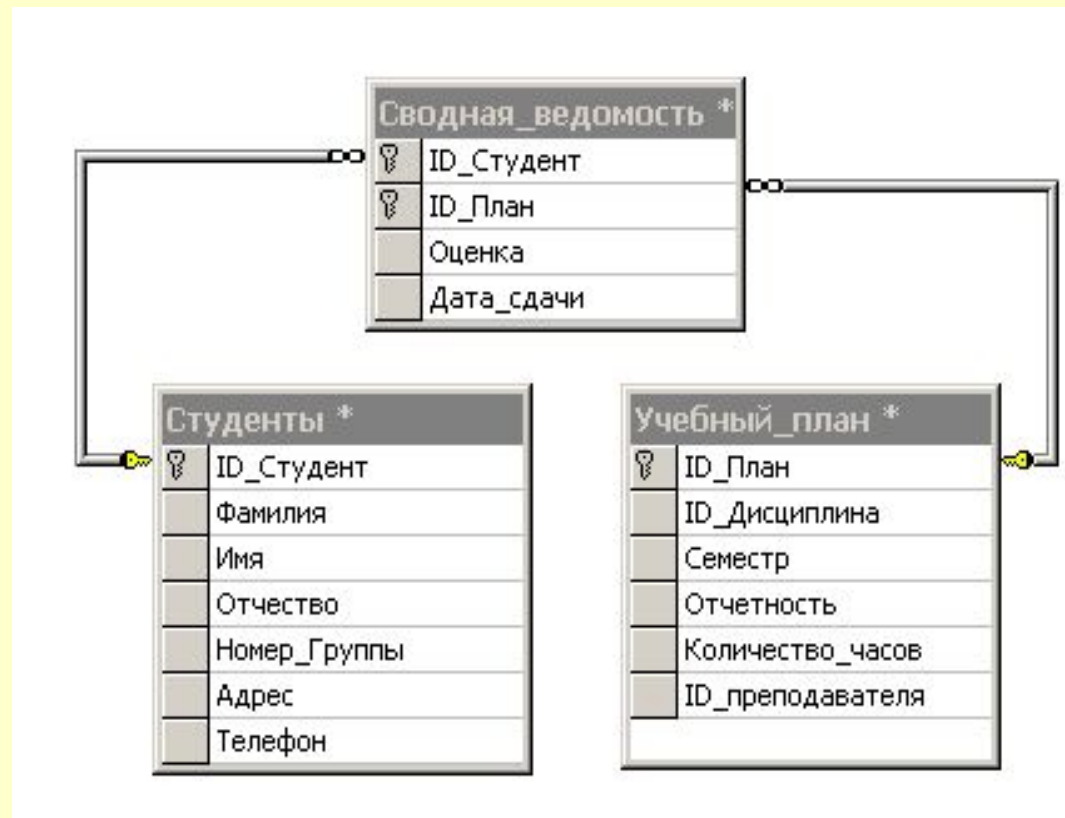 Сводная_ведомость *
ID_Студент
ID_План
Оценка
Дата_сдачи
Студенты *
ID_Студент
Фамилия
Имя
Отчество
Номер_Группы
Адрес
Телефон
Учебный_план *
ID_План
ID_Дисциплина
Семестр
Отчетность
Количество_часов
ID_преподавателя